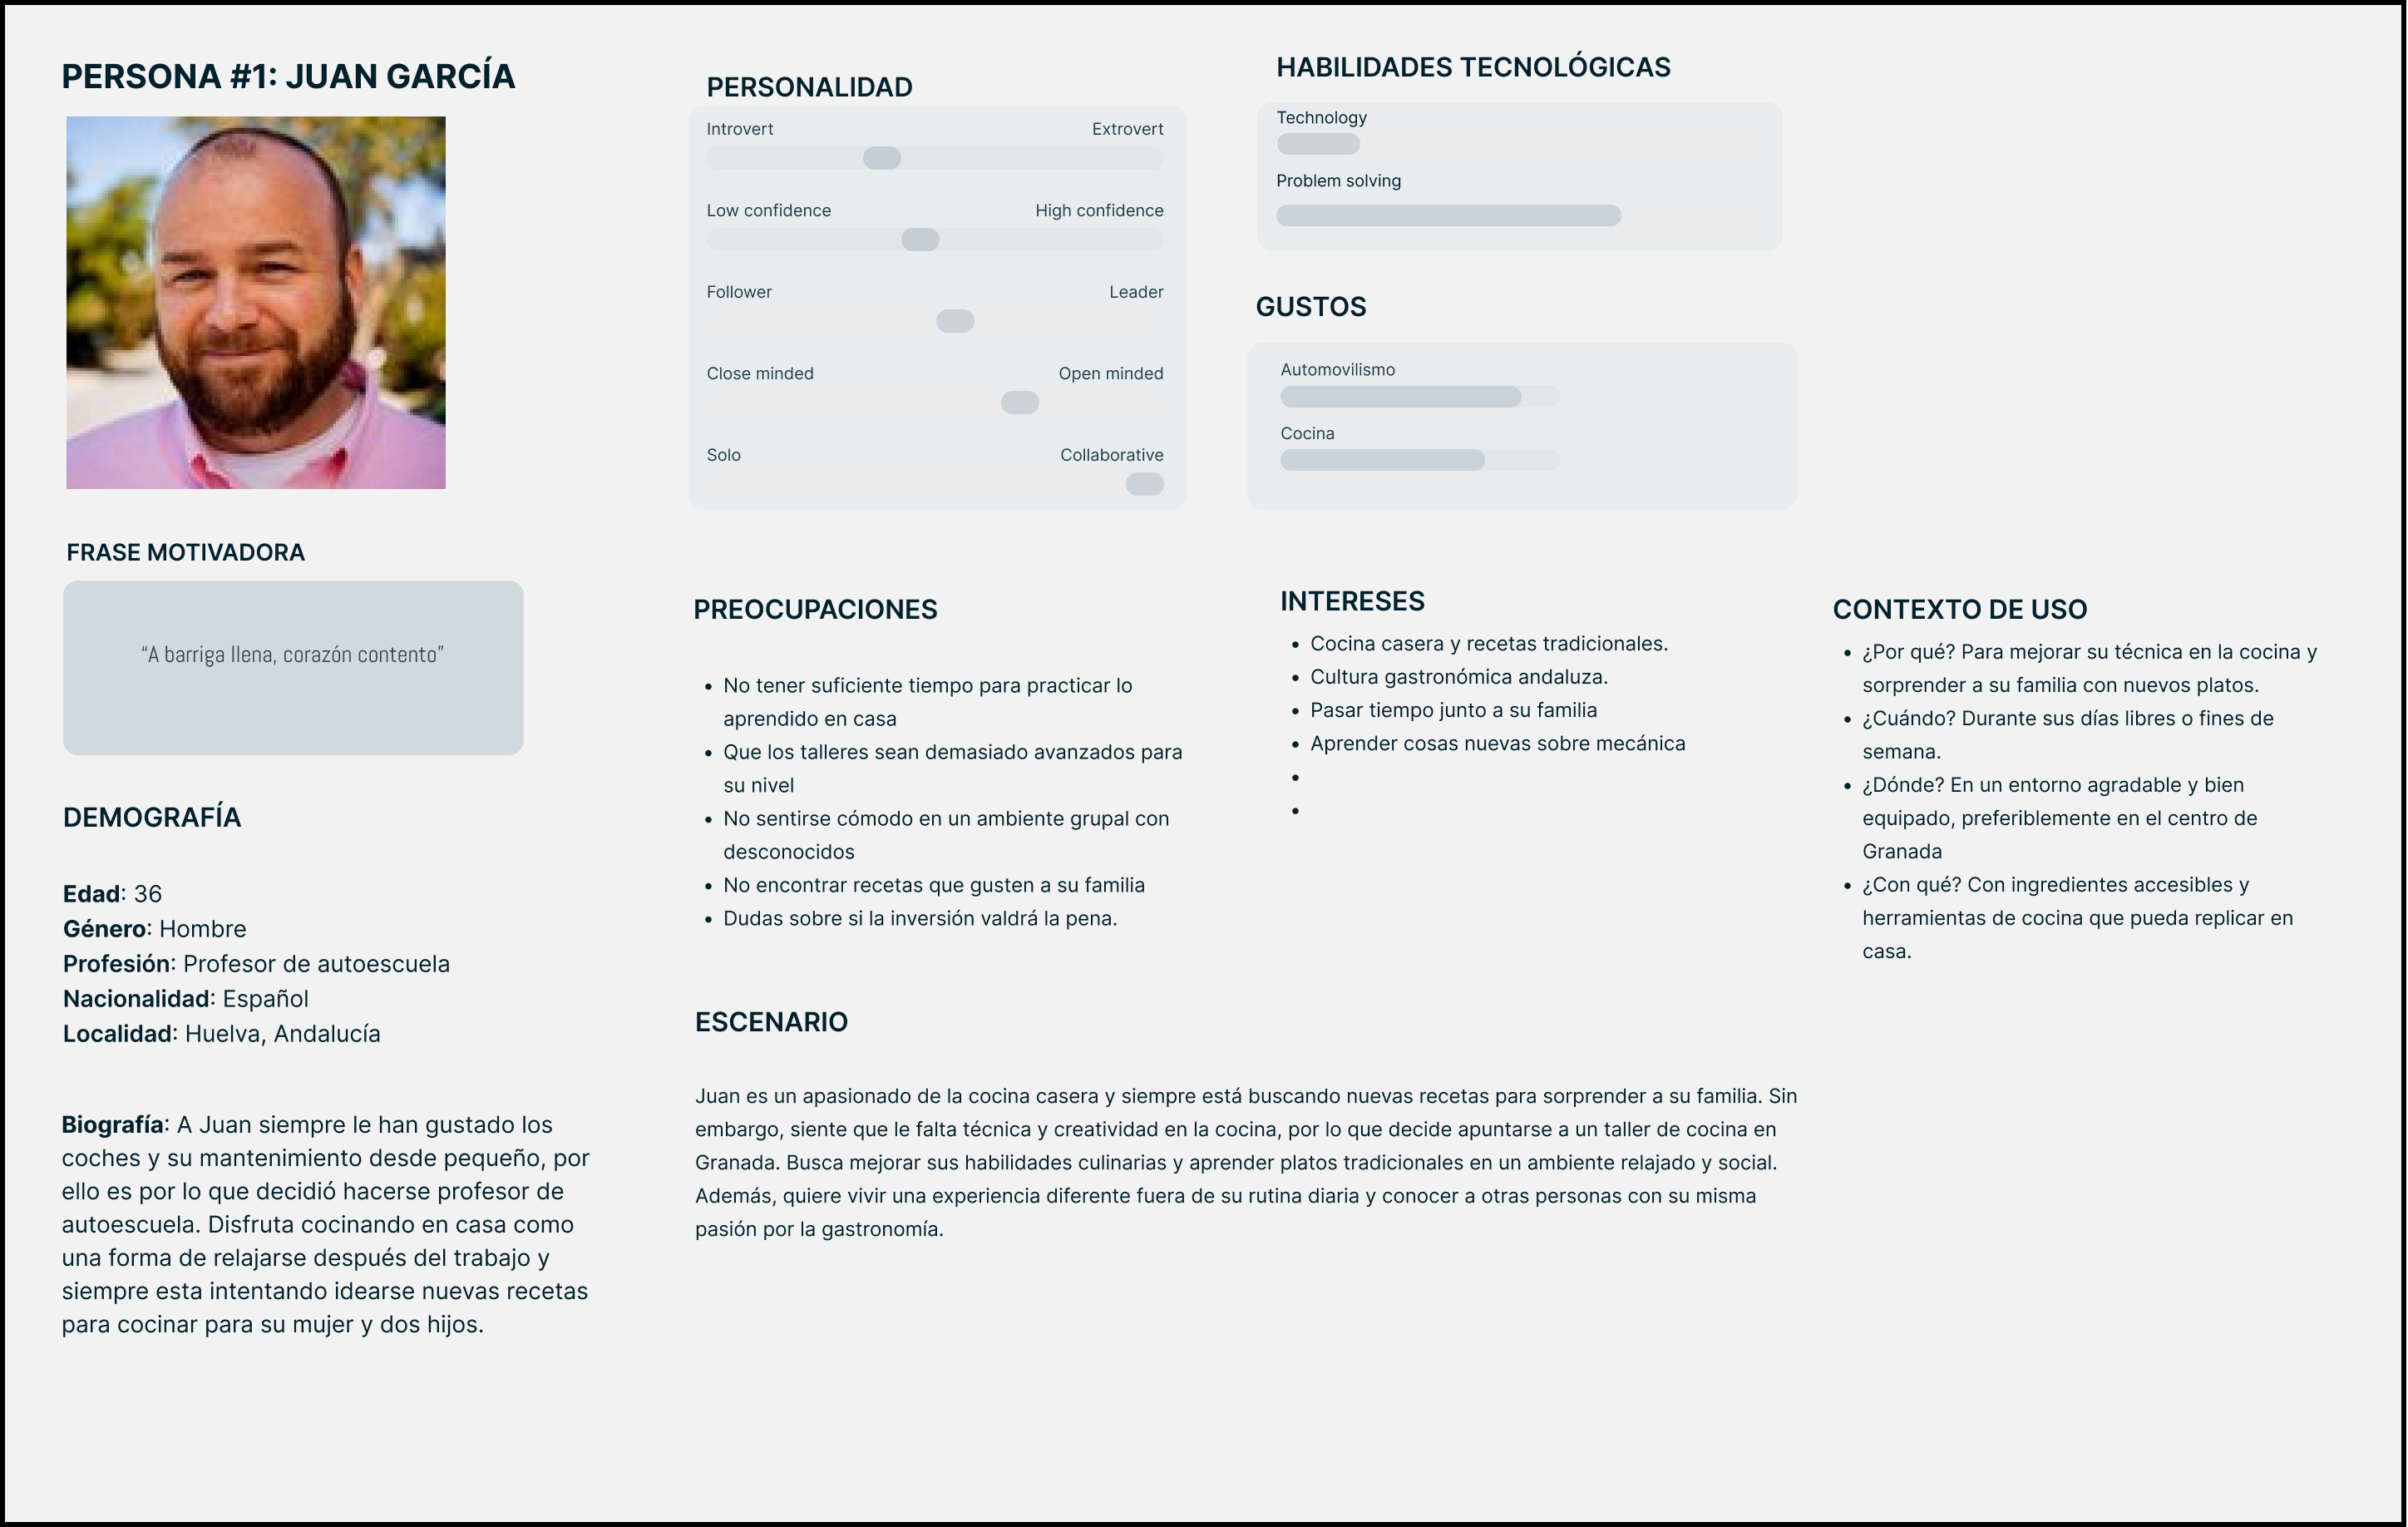 PERSONA #1: JUAN GARCÍA
FRASE MOTIVADORA
“A barriga llena, corazón contento”
DEMOGRAFÍA
Edad: 36
Género: Hombre
Profesión: Profesor de autoescuela
Nacionalidad: Español
Localidad: Huelva, Andalucía
Biografía: A Juan siempre le han gustado los
coches y su mantenimiento desde pequeño, por
ello es por lo que decidió hacerse profesor de
autoescuela. Disfruta cocinando en casa como
una forma de relajarse después del trabajo y
siempre esta intentando idearse nuevas recetas
para cocinar para su mujer y dos hijos.
PERSONALIDAD
Introvert Extrovert
Low confidence High confidence
Follower Leader
Close minded Open minded
Solo Collaborative
HABILIDADES TECNOLÓGICAS
Technology
Problem solving
GUSTOS
Automovilismo
Cocina
PREOCUPACIONES
• No tener suficiente tiempo para practicar lo
aprendido en casa
• Que los talleres sean demasiado avanzados para
su nivel
• No sentirse cómodo en un ambiente grupal con
desconocidos
• No encontrar recetas que gusten a su familia
• Dudas sobre si la inversión valdrá la pena.
INTERESES
• Cocina casera y recetas tradicionales.
• Cultura gastronómica andaluza.
• Pasar tiempo junto a su familia
• Aprender cosas nuevas sobre mecánica
•
•
CONTEXTO DE USO
• ¿Por qué? Para mejorar su técnica en la cocina y
sorprender a su familia con nuevos platos.
• ¿Cuándo? Durante sus días libres o fines de
semana.
• ¿Dónde? En un entorno agradable y bien
equipado, preferiblemente en el centro de
Granada
• ¿Con qué? Con ingredientes accesibles y
herramientas de cocina que pueda replicar en
casa.
ESCENARIO
Juan es un apasionado de la cocina casera y siempre está buscando nuevas recetas para sorprender a su familia. Sin
embargo, siente que le falta técnica y creatividad en la cocina, por lo que decide apuntarse a un taller de cocina en
Granada. Busca mejorar sus habilidades culinarias y aprender platos tradicionales en un ambiente relajado y social.
Además, quiere vivir una experiencia diferente fuera de su rutina diaria y conocer a otras personas con su misma
pasión por la gastronomía.